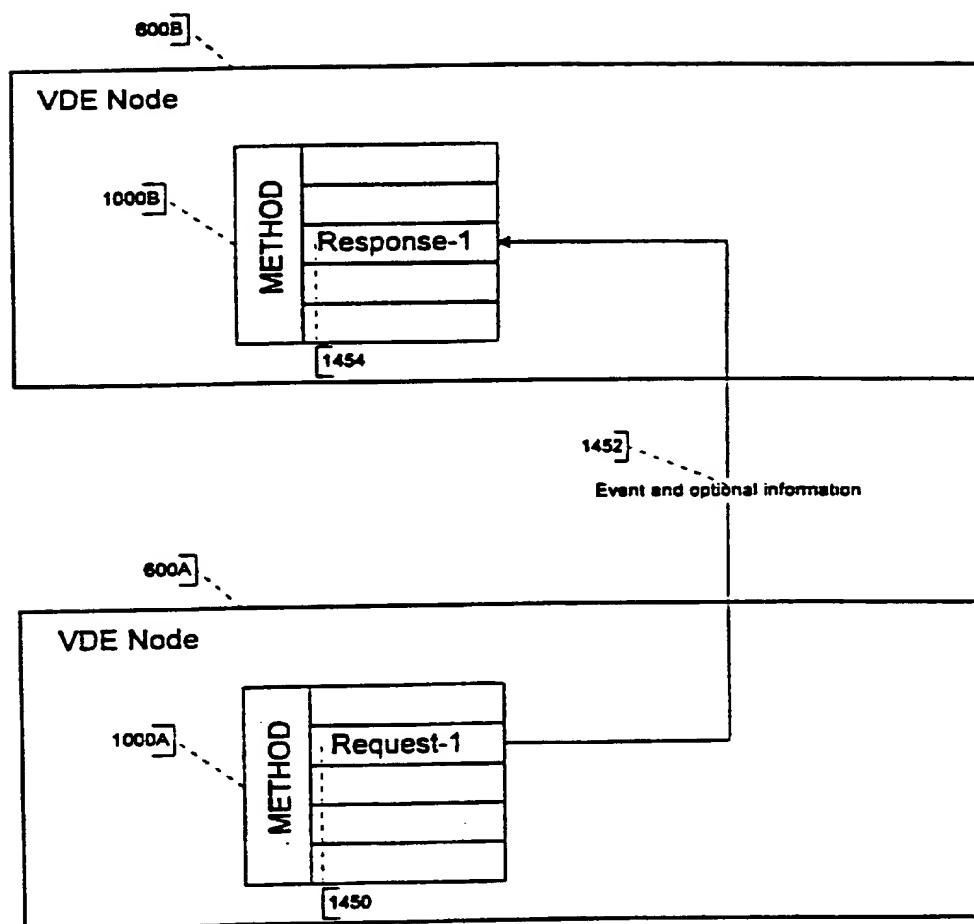 600B
VDE Node
1000B
METHOD
Response-1
1454
1452
Event and optional information
600A
VDE Node
1000A
METHOD
Request-1
1450